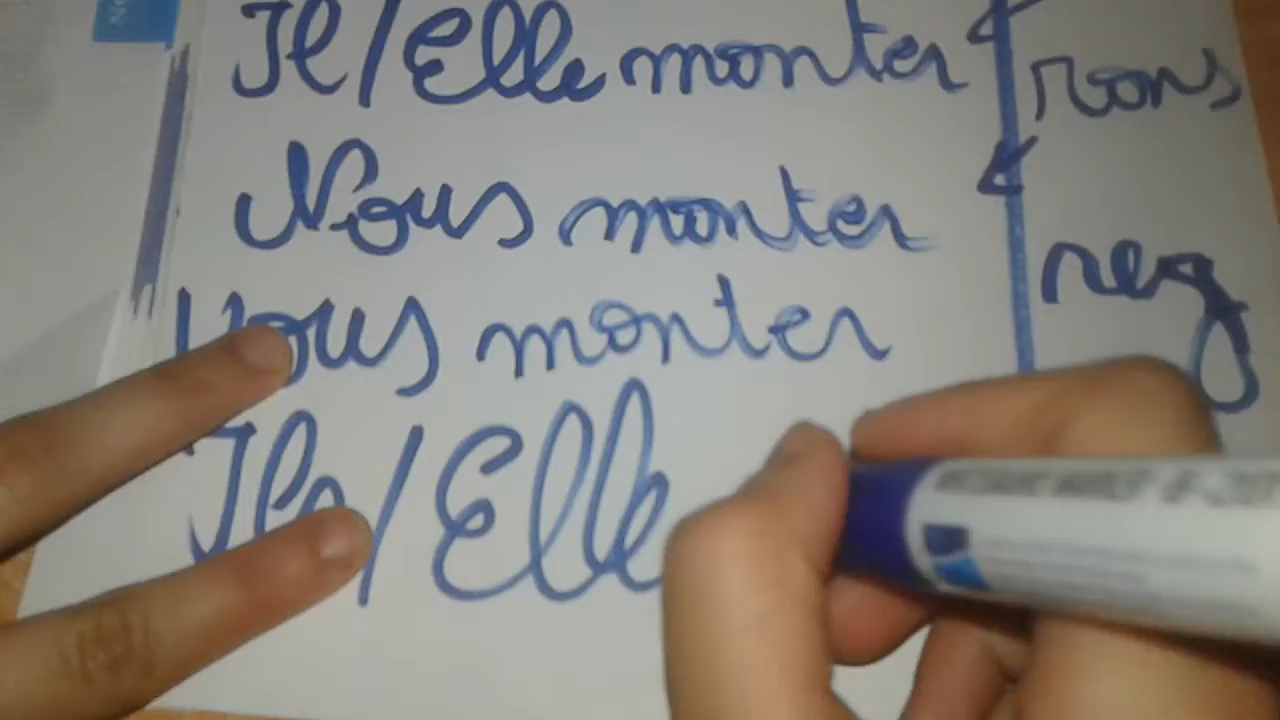 Il/Elle monter
rons
Nous monter
rez
Vous monter
Ils/Elle